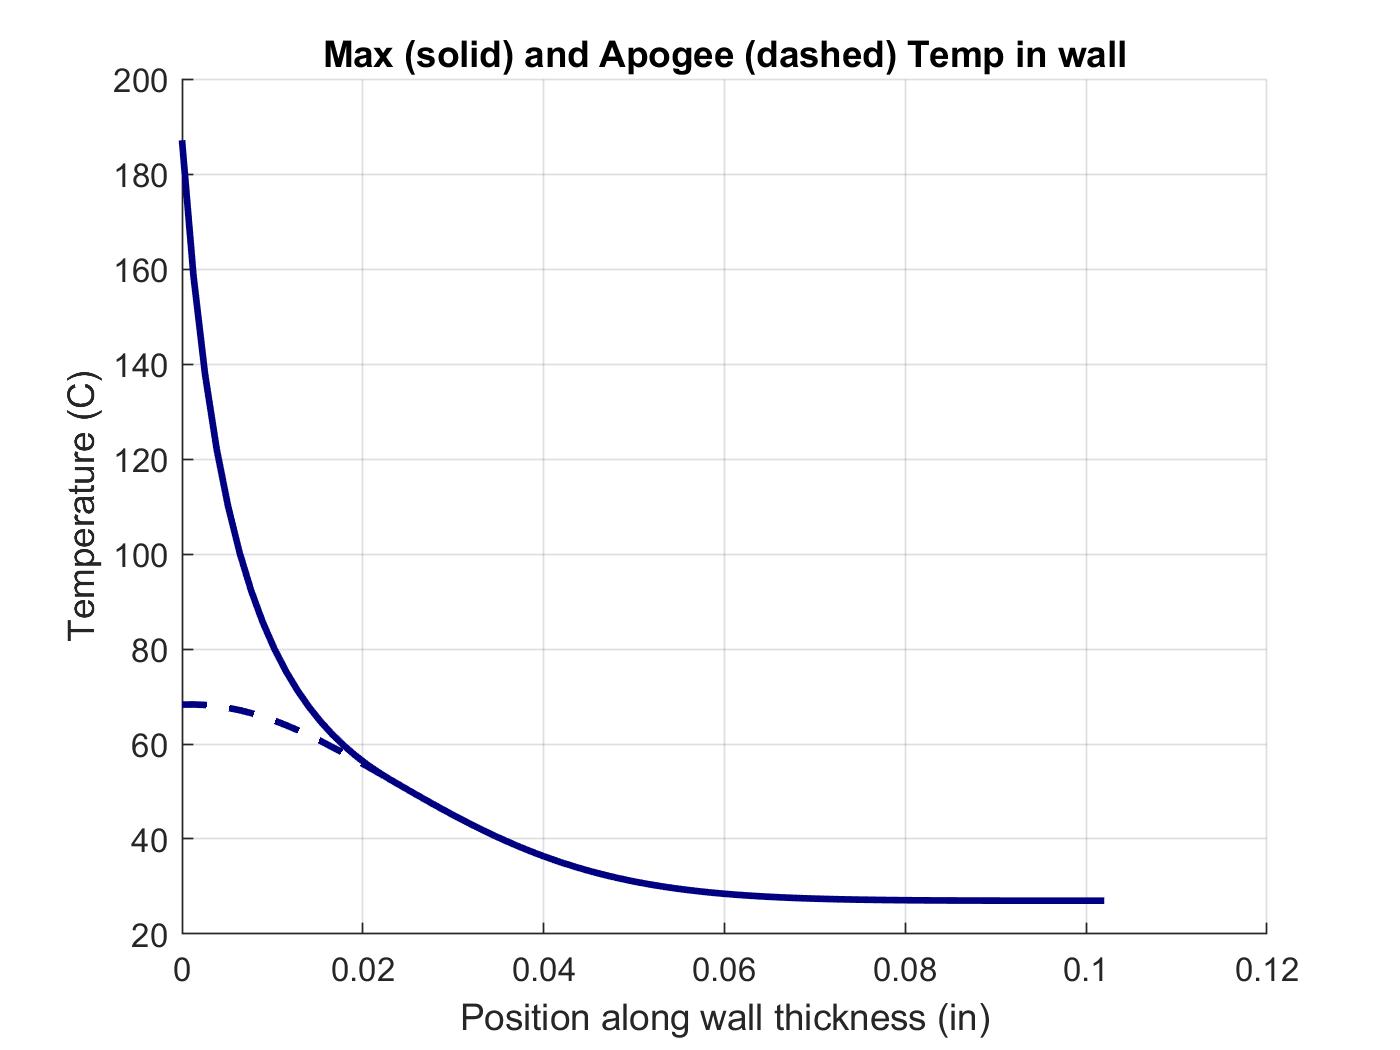 Max (solid) and Apogee (dashed) Temp in wall
200
180
160
140
120
100
80
60
40
20
Temperature (C)
0 0.02 0.04 0.06 0.08 0.1 0.12
Position along wall thickness (in)